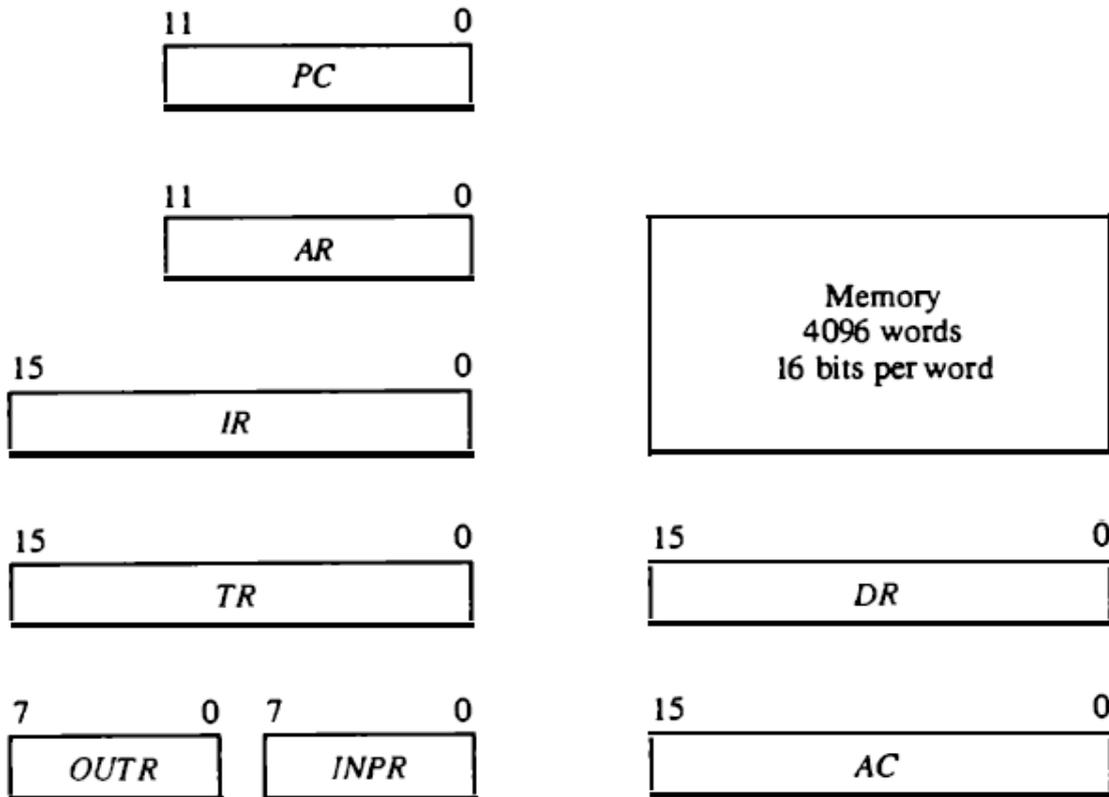 11 0
PC
11 0
AR
Memory
4096 words
16 bits per word
15 0
IR
15 0
TR
15 0
DR
7 0
OUTR
7 0
INPR
15 0
AC